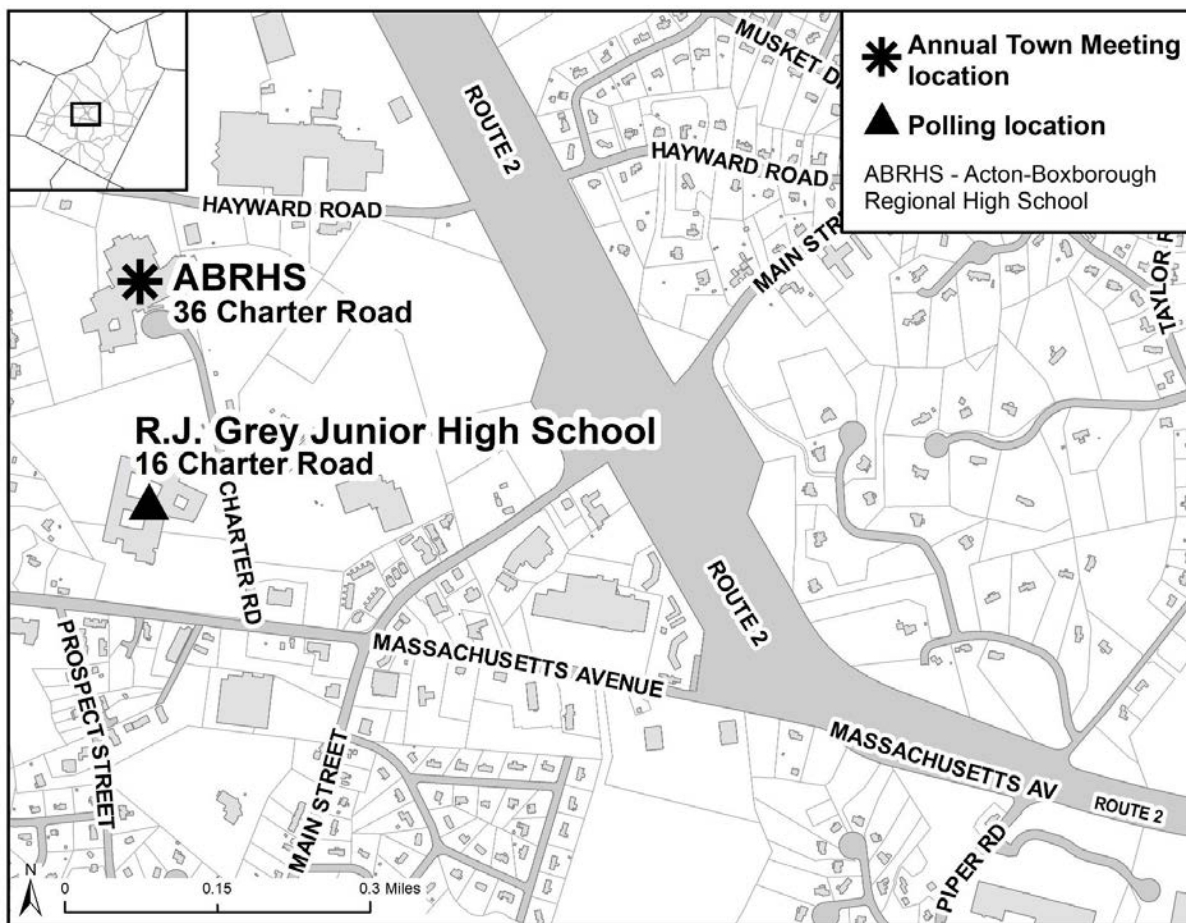 Annual Town Meeting
location
Polling location
ABRHS - Acton-Boxborough
Regional High School
MUSKET D
ROUTE 2
HAYWARD ROAD
HAYWARD ROAD
MAIN STRE
TAYLOR R
ABRHS
36 Charter Road
R.J. Grey Junior High School
16 Charter Road
CHARTER RD
ROUTE 2
PROSPECT STREET
MASSACHUSETTS AVENUE
MAIN STREET
MASSACHUSETTS AV
ROUTE 2
PIPER RD
N
0 0.15 0.3 Miles